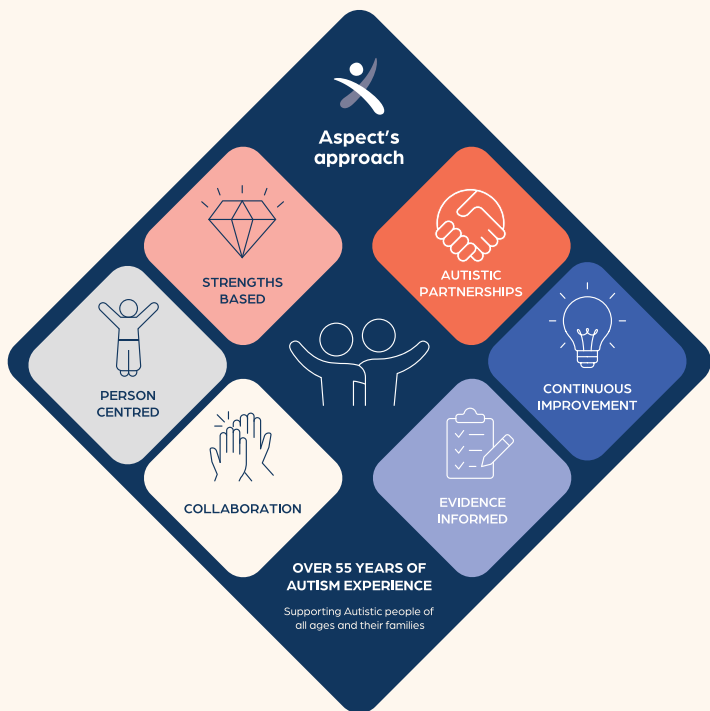 Aspect's
approach
STRENGTHS
BASED
AUTISTIC
PARTNERSHIPS
PERSON
CENTRED
CONTINUOUS
IMPROVEMENT
COLLABORATION
EVIDENCE
INFORMED
OVER 55 YEARS OF
AUTISM EXPERIENCE
Supporting Autistic people of
all ages and their families